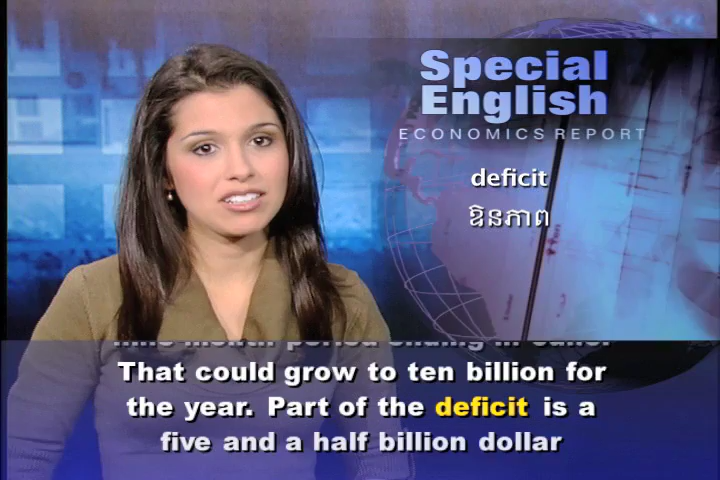 Special
English
ECONOMICS REPORT
deficit
ឱនភាព
That could grow to ten billion for
the year. Part of the deficit is a
five and a half billion dollar